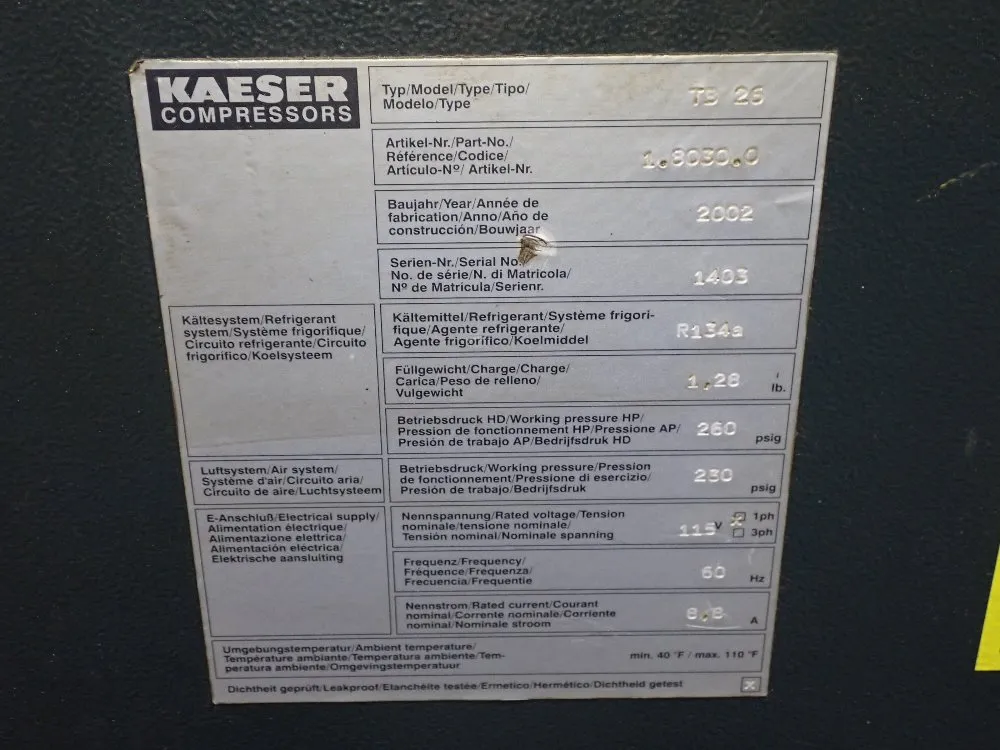 KAESER
COMPRESSORS
Typ/Model/Type/Tipo/
Modelo/Type
TB 26
Artikel-Nr./Part-No./
Référence/Codice/
Artículo-Nº/ Artikel-Nr.
1.8030.0
Baujahr/Year/Année de
fabrication/Anno/Año de
construcción/Bouwjaar
2002
Serien-Nr./Serial No.
No. de série/N. di Matricola/
Nº de Matricula/Serienr.
1403
Kältesystem/Refrigerant
system/Système frigorifique/
Circuito refrigerante/Circuito
frigorífico/Koelsysteem
Kältemittel/Refrigerant/Système frigori-
fique/Agente refrigerante/
Agente frigorífico/Koelmiddel
R134a
Füllgewicht/Charge/Charge/
Carica/Peso de relleno/
Vulgewicht
1,28
lb.
Betriebsdruck HD/Working pressure HP/
Pression de fonctionnement HP/Pressione AP/
Presión de trabajo AP/Bedrijfsdruk HD
260 psig
Luftsystem/Air system/
Système d'air/Circuito aria/
Circuito de aire/Luchtsysteem
Betriebsdruck/Working pressure/Pression
de fonctionnement/Pressione di esercizio/
Presión de trabajo/Bedrijfsdruk
230 psig
E-Anschluß/Electrical supply/
Alimentation électrique/
Alimentazione elettrica/
Alimentación eléctrica/
Elektrische aansluiting
Nennspannung/Rated voltage/Tension
nominale/tensione nominale/
Tensión nominal/Nominale spanning
115 V
1ph
3ph
Frequenz/Frequency/
Fréquence/Frequenza/
Frecuencia/Frequentie
60 Hz
Nennstrom/Rated current/Courant
nominal/Corrente nominale/Corriente
nominal/Nominale stroom
8,8 A
Umgebungstemperatur/Ambient temperature/
Température ambiante/Temperatura ambiente/Tem-
peratura ambiente/Omgevingstemperatuur
min. 40 °F / max. 110 °F
Dichtheit geprüft/Leakproof/Etanchéite testée/Ermetico/Hermético/Dichtheid getest
X